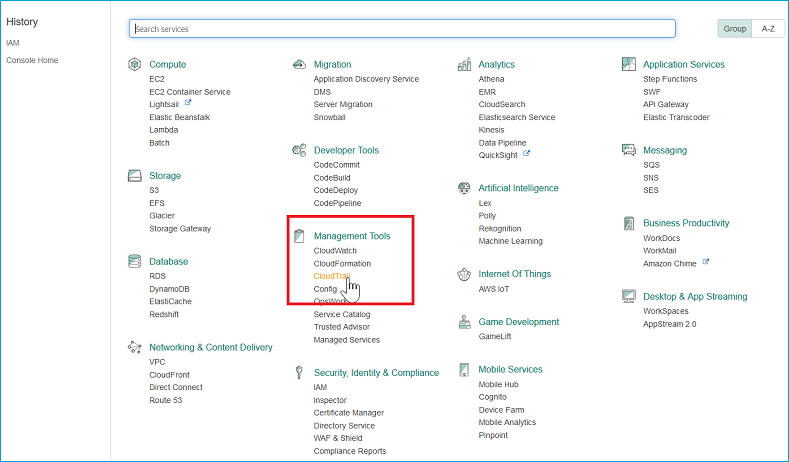 History
IAM
Console Home
Search services
Group
A-Z
Compute
EC2
EC2 Container Service
Lightsail
Elastic Beanstalk
Lambda
Batch
Storage
S3
EFS
Glacier
Storage Gateway
Database
RDS
DynamoDB
ElastiCache
Redshift
Networking & Content Delivery
VPC
CloudFront
Direct Connect
Route 53
Migration
Application Discovery Service
DMS
Server Migration
Snowball
Developer Tools
CodeCommit
CodeBuild
CodeDeploy
CodePipeline
Management Tools
CloudWatch
CloudFormation
CloudTrail
Config
OpsWork
Service Catalog
Trusted Advisor
Managed Services
Security, Identity & Compliance
IAM
Inspector
Certificate Manager
Directory Service
WAF & Shield
Compliance Reports
Analytics
Athena
EMR
CloudSearch
Elasticsearch Service
Kinesis
Data Pipeline
QuickSight
Artificial Intelligence
Lex
Polly
Rekognition
Machine Learning
Internet Of Things
AWS IoT
Game Development
GameLift
Mobile Services
Mobile Hub
Cognito
Device Farm
Mobile Analytics
Pinpoint
Application Services
Step Functions
SWF
API Gateway
Elastic Transcoder
Messaging
SQS
SNS
SES
Business Productivity
WorkDocs
WorkMail
Amazon Chime
Desktop & App Streaming
WorkSpaces
AppStream 2.0